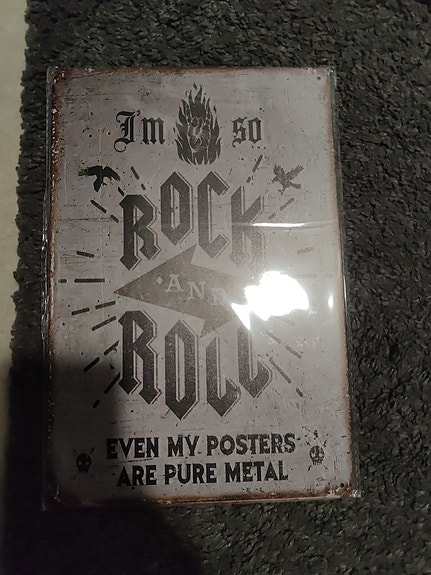 I'm so
ROCK
AND
ROLL
EVEN MY POSTERS
ARE PURE METAL